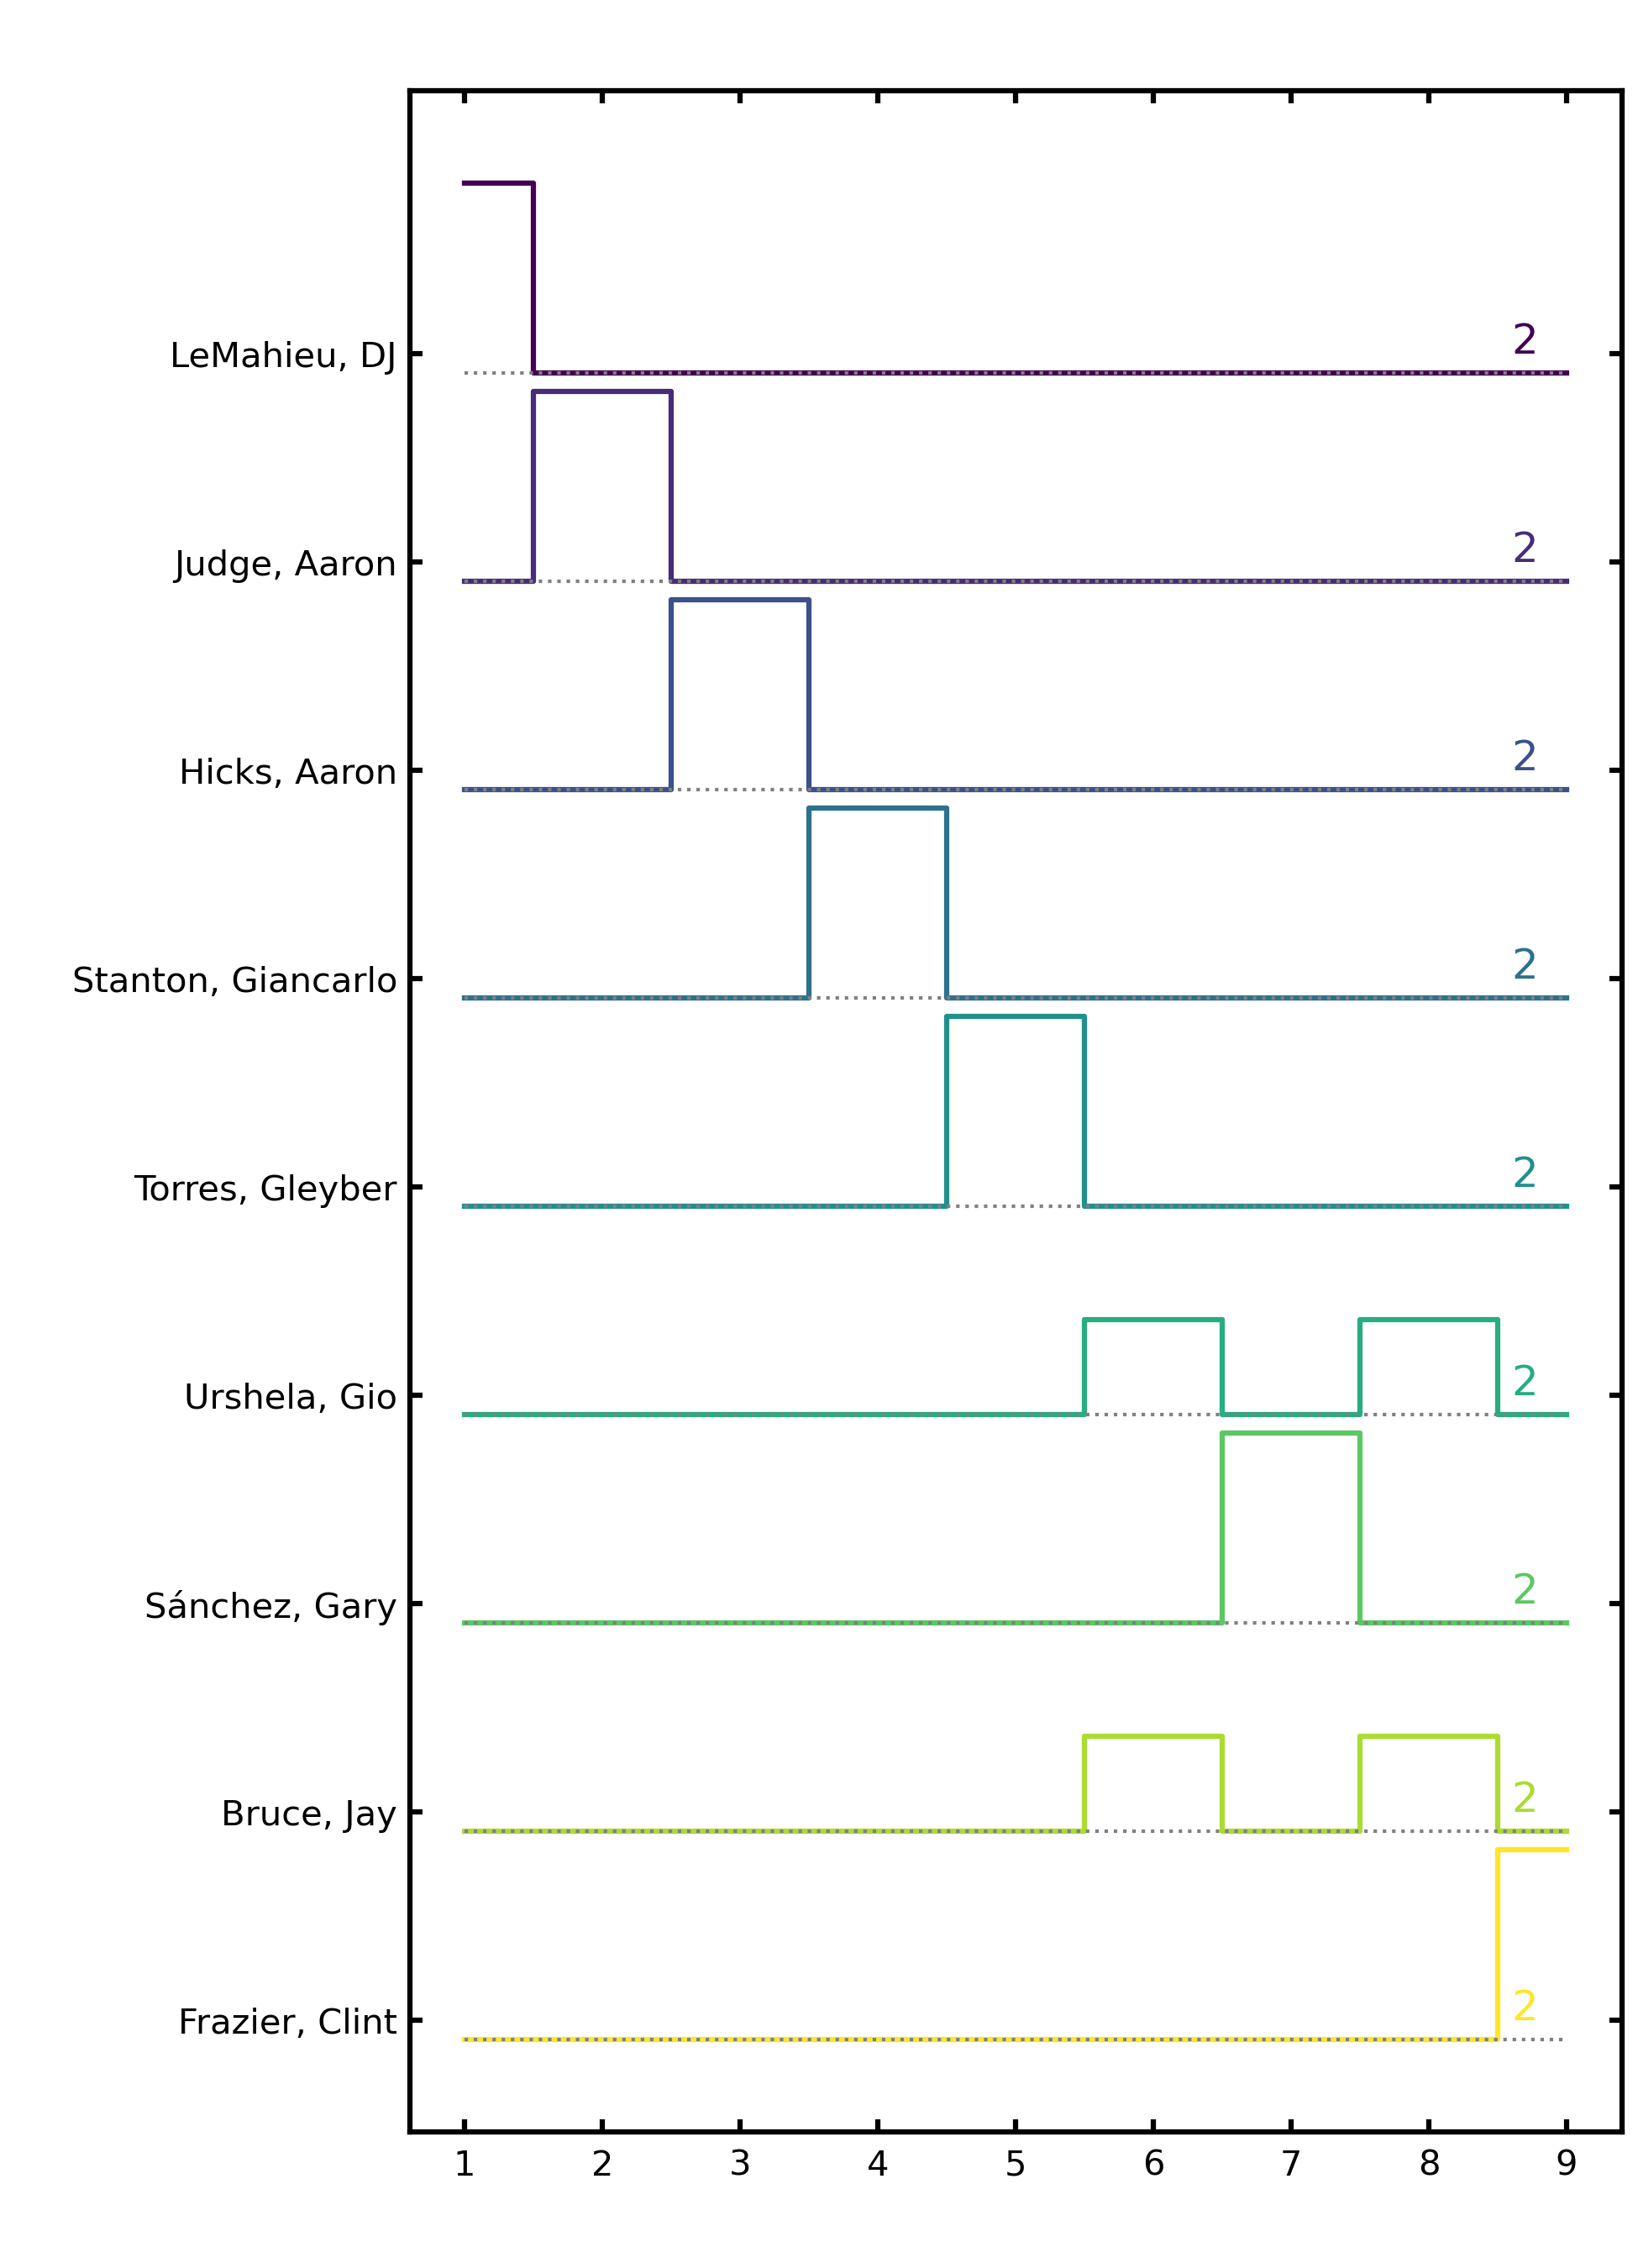 LeMahieu, DJ 2
Judge, Aaron 2
Hicks, Aaron 2
Stanton, Giancarlo 2
Torres, Gleyber 2
Urshela, Gio 2
Sánchez, Gary 2
Bruce, Jay 2
Frazier, Clint 2
1 2 3 4 5 6 7 8 9